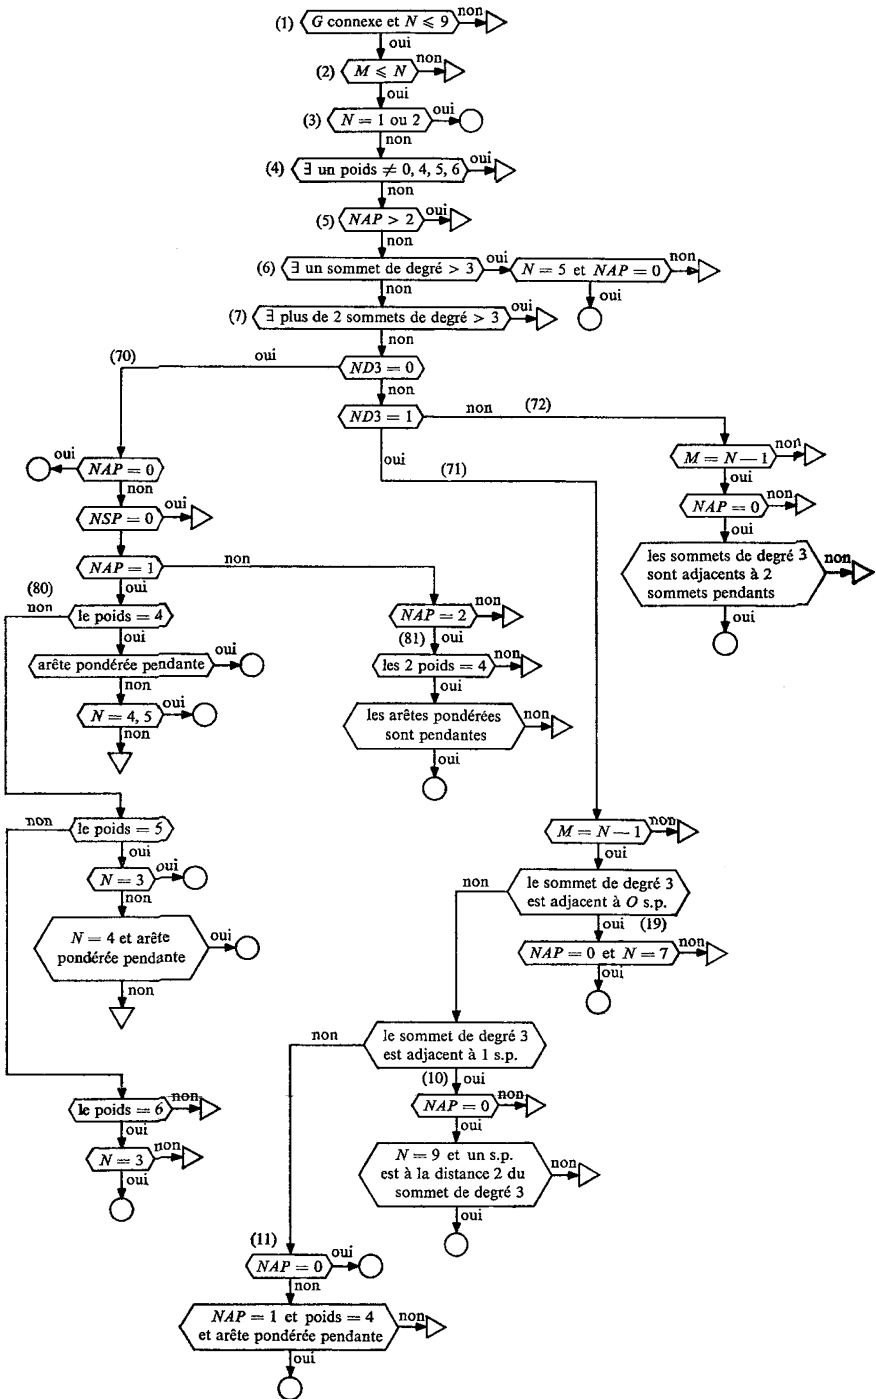 (1) G connexe et N ⩽ 9 non
oui
(2) M ⩽ N non
oui
(3) N = 1 ou 2 oui
non
(4) ∃ un poids ≠ 0, 4, 5, 6 oui
non
(5) NAP > 2 oui
non
(6) ∃ un sommet de degré > 3 oui N = 5 et NAP = 0 non
non oui
(7) ∃ plus de 2 sommets de degré > 3 oui
non
(70) oui ND3 = 0
non
ND3 = 1 non (72)
oui (71)
M = N − 1 non
oui
NAP = 0 non
oui
les sommets de degré 3 non
sont adjacents à 2
sommets pendants
oui
oui NAP = 0
non
NSP = 0 oui
NAP = 1 non
oui
(80)
non le poids = 4
oui
arête pondérée pendante oui
non
N = 4, 5 oui
non
NAP = 2 non
(81) oui
les 2 poids = 4 non
oui
les arêtes pondérées non
sont pendantes
oui
non le poids = 5
oui
N = 3 oui
non
N = 4 et arête oui
pondérée pendante
non
le poids = 6 non
oui
N = 3 non
oui
M = N − 1 non
oui
non le sommet de degré 3
est adjacent à O s.p.
oui (19)
NAP = 0 et N = 7 non
oui
non le sommet de degré 3
est adjacent à 1 s.p.
(10) oui
NAP = 0 non
oui
N = 9 et un s.p. non
est à la distance 2 du
sommet de degré 3
oui
(11)
NAP = 0 oui
non
NAP = 1 et poids = 4 non
et arête pondérée pendante
oui